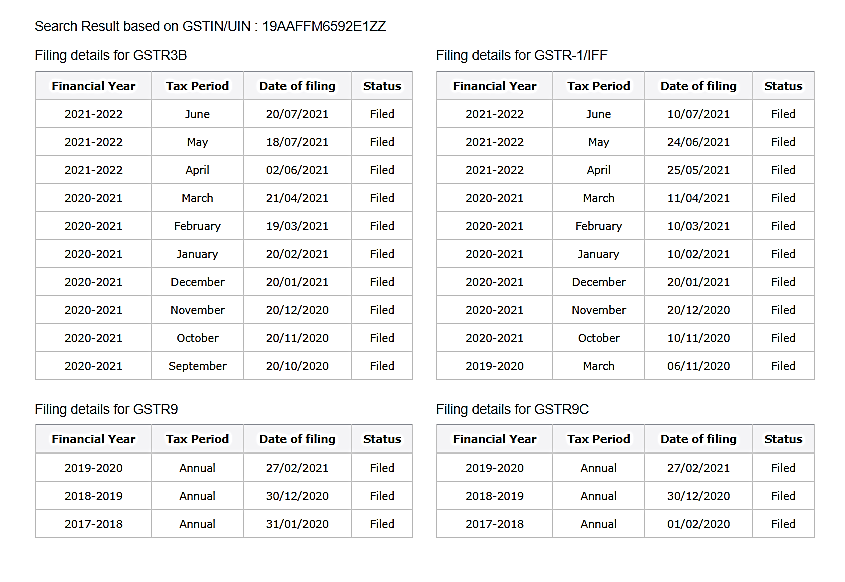 Search Result based on GSTIN/UIN : 19AAFFM6592E1ZZ
Filing details for GSTR3B
Financial Year Tax Period Date of filing Status
2021-2022 June 20/07/2021 Filed
2021-2022 May 18/07/2021 Filed
2021-2022 April 02/06/2021 Filed
2020-2021 March 21/04/2021 Filed
2020-2021 February 19/03/2021 Filed
2020-2021 January 20/02/2021 Filed
2020-2021 December 20/01/2021 Filed
2020-2021 November 20/12/2020 Filed
2020-2021 October 20/11/2020 Filed
2020-2021 September 20/10/2020 Filed
Filing details for GSTR-1/IFF
Financial Year Tax Period Date of filing Status
2021-2022 June 10/07/2021 Filed
2021-2022 May 24/06/2021 Filed
2021-2022 April 25/05/2021 Filed
2020-2021 March 11/04/2021 Filed
2020-2021 February 10/03/2021 Filed
2020-2021 January 10/02/2021 Filed
2020-2021 December 20/01/2021 Filed
2020-2021 November 20/12/2020 Filed
2020-2021 October 10/11/2020 Filed
2019-2020 March 06/11/2020 Filed
Filing details for GSTR9
Financial Year Tax Period Date of filing Status
2019-2020 Annual 27/02/2021 Filed
2018-2019 Annual 30/12/2020 Filed
2017-2018 Annual 31/01/2020 Filed
Filing details for GSTR9C
Financial Year Tax Period Date of filing Status
2019-2020 Annual 27/02/2021 Filed
2018-2019 Annual 30/12/2020 Filed
2017-2018 Annual 01/02/2020 Filed